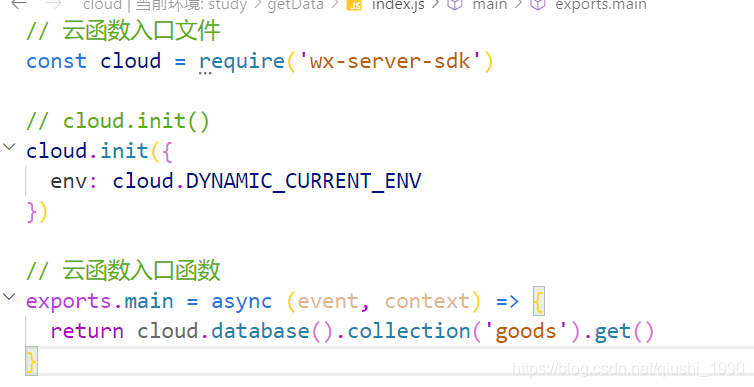 cloud | 当前环境: study > getData > JS index.js > main > exports.main
// 云函数入口文件
const cloud = require('wx-server-sdk')
// cloud.init()
cloud.init({
env: cloud.DYNAMIC_CURRENT_ENV
})
// 云函数入口函数
exports.main = async (event, context) => {
return cloud.database().collection('goods').get()
}
https://blog.csdn.net/qiushi_1990